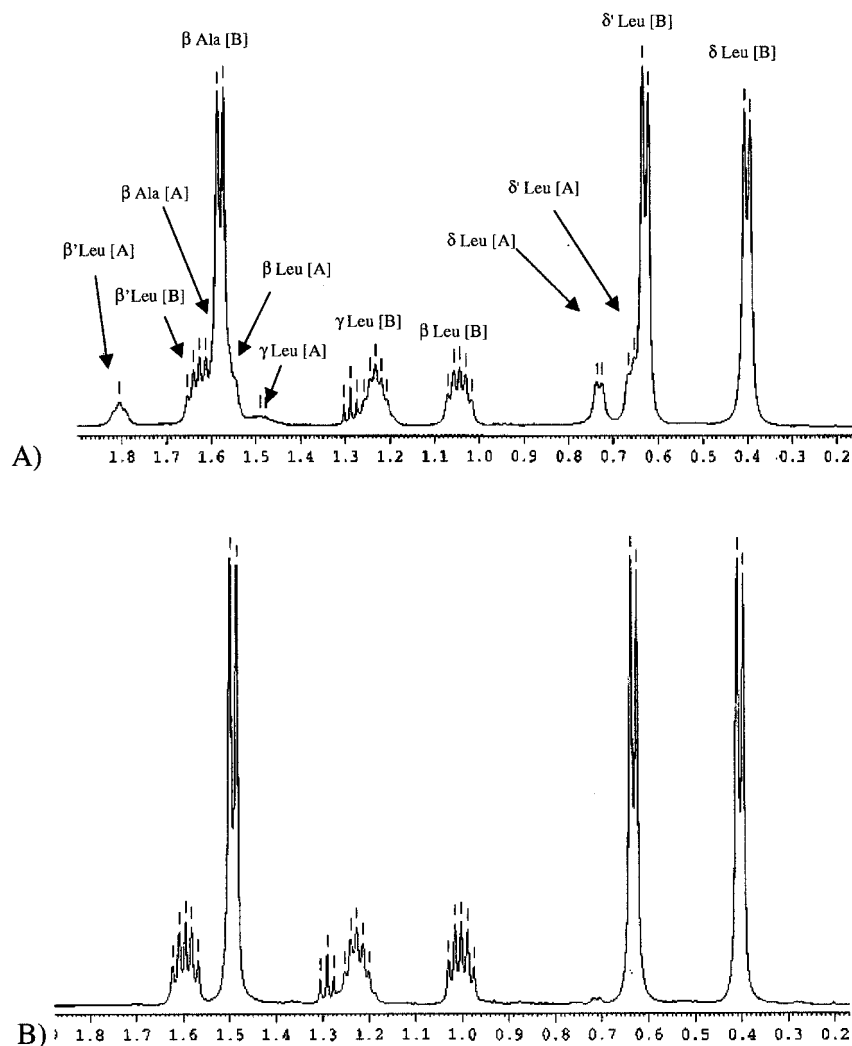 δ' Leu [B]
β Ala [B]
δ Leu [B]
δ' Leu [A]
β Ala [A]
δ Leu [A]
β'Leu [A]
β Leu [A]
β'Leu [B]
γ Leu [B]
β Leu [B]
γ Leu [A]
A)
1.8 1.7 1.6 1.5 1.4 1.3 1.2 1.1 1.0 0.9 0.8 0.7 0.6 0.5 0.4 0.3 0.2
B)
1.8 1.7 1.6 1.5 1.4 1.3 1.2 1.1 1.0 0.9 0.8 0.7 0.6 0.5 0.4 0.3 0.2